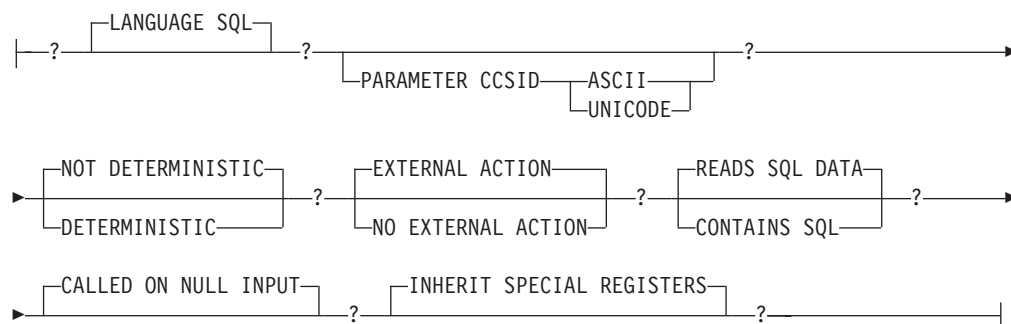 LANGUAGE SQL
? ? ?
PARAMETER CCSID ASCII
UNICODE
NOT DETERMINISTIC EXTERNAL ACTION READS SQL DATA
? ? ?
DETERMINISTIC NO EXTERNAL ACTION CONTAINS SQL
CALLED ON NULL INPUT INHERIT SPECIAL REGISTERS
? ?